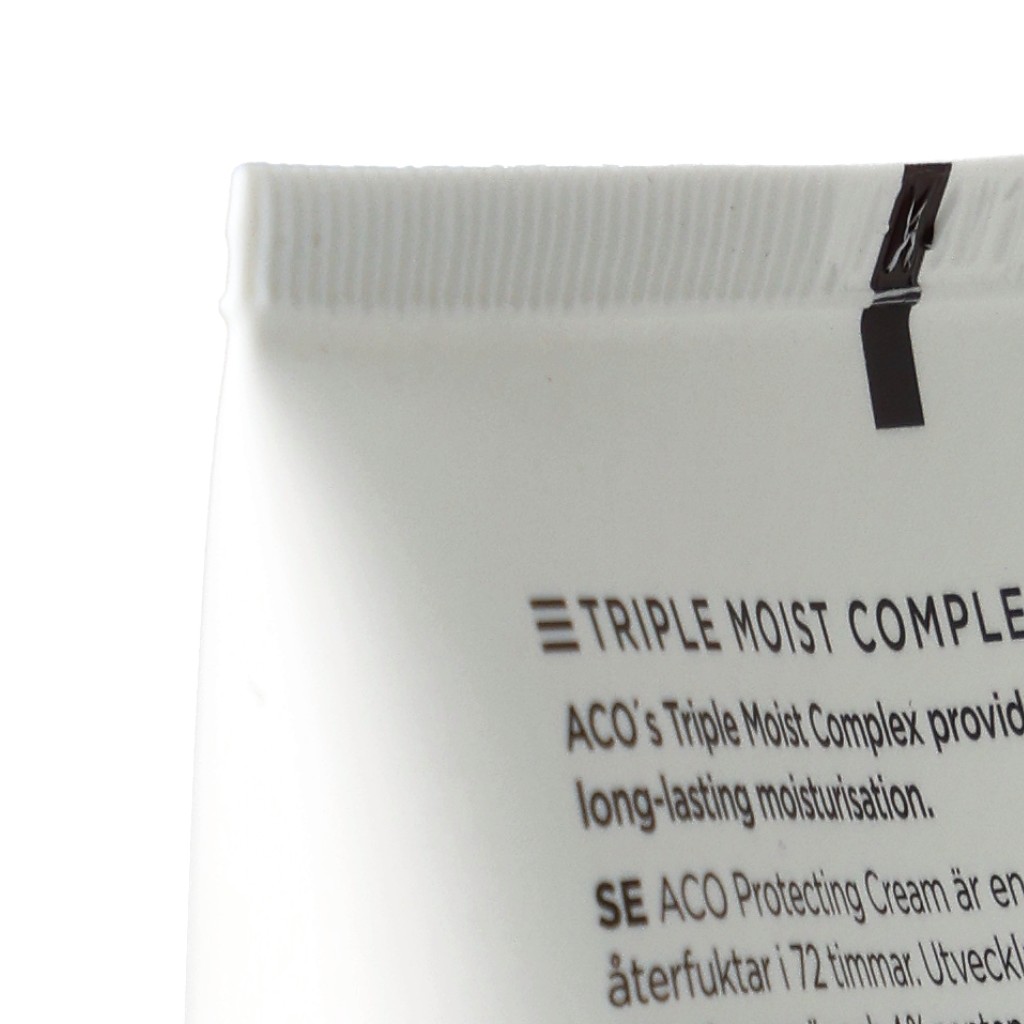 TRIPLE MOIST COMPLE
ACO´s Triple Moist Complex provid
long-lasting moisturisation.
SE ACO Protecting Cream är en
återfuktar i 72 timmar. Utveckl